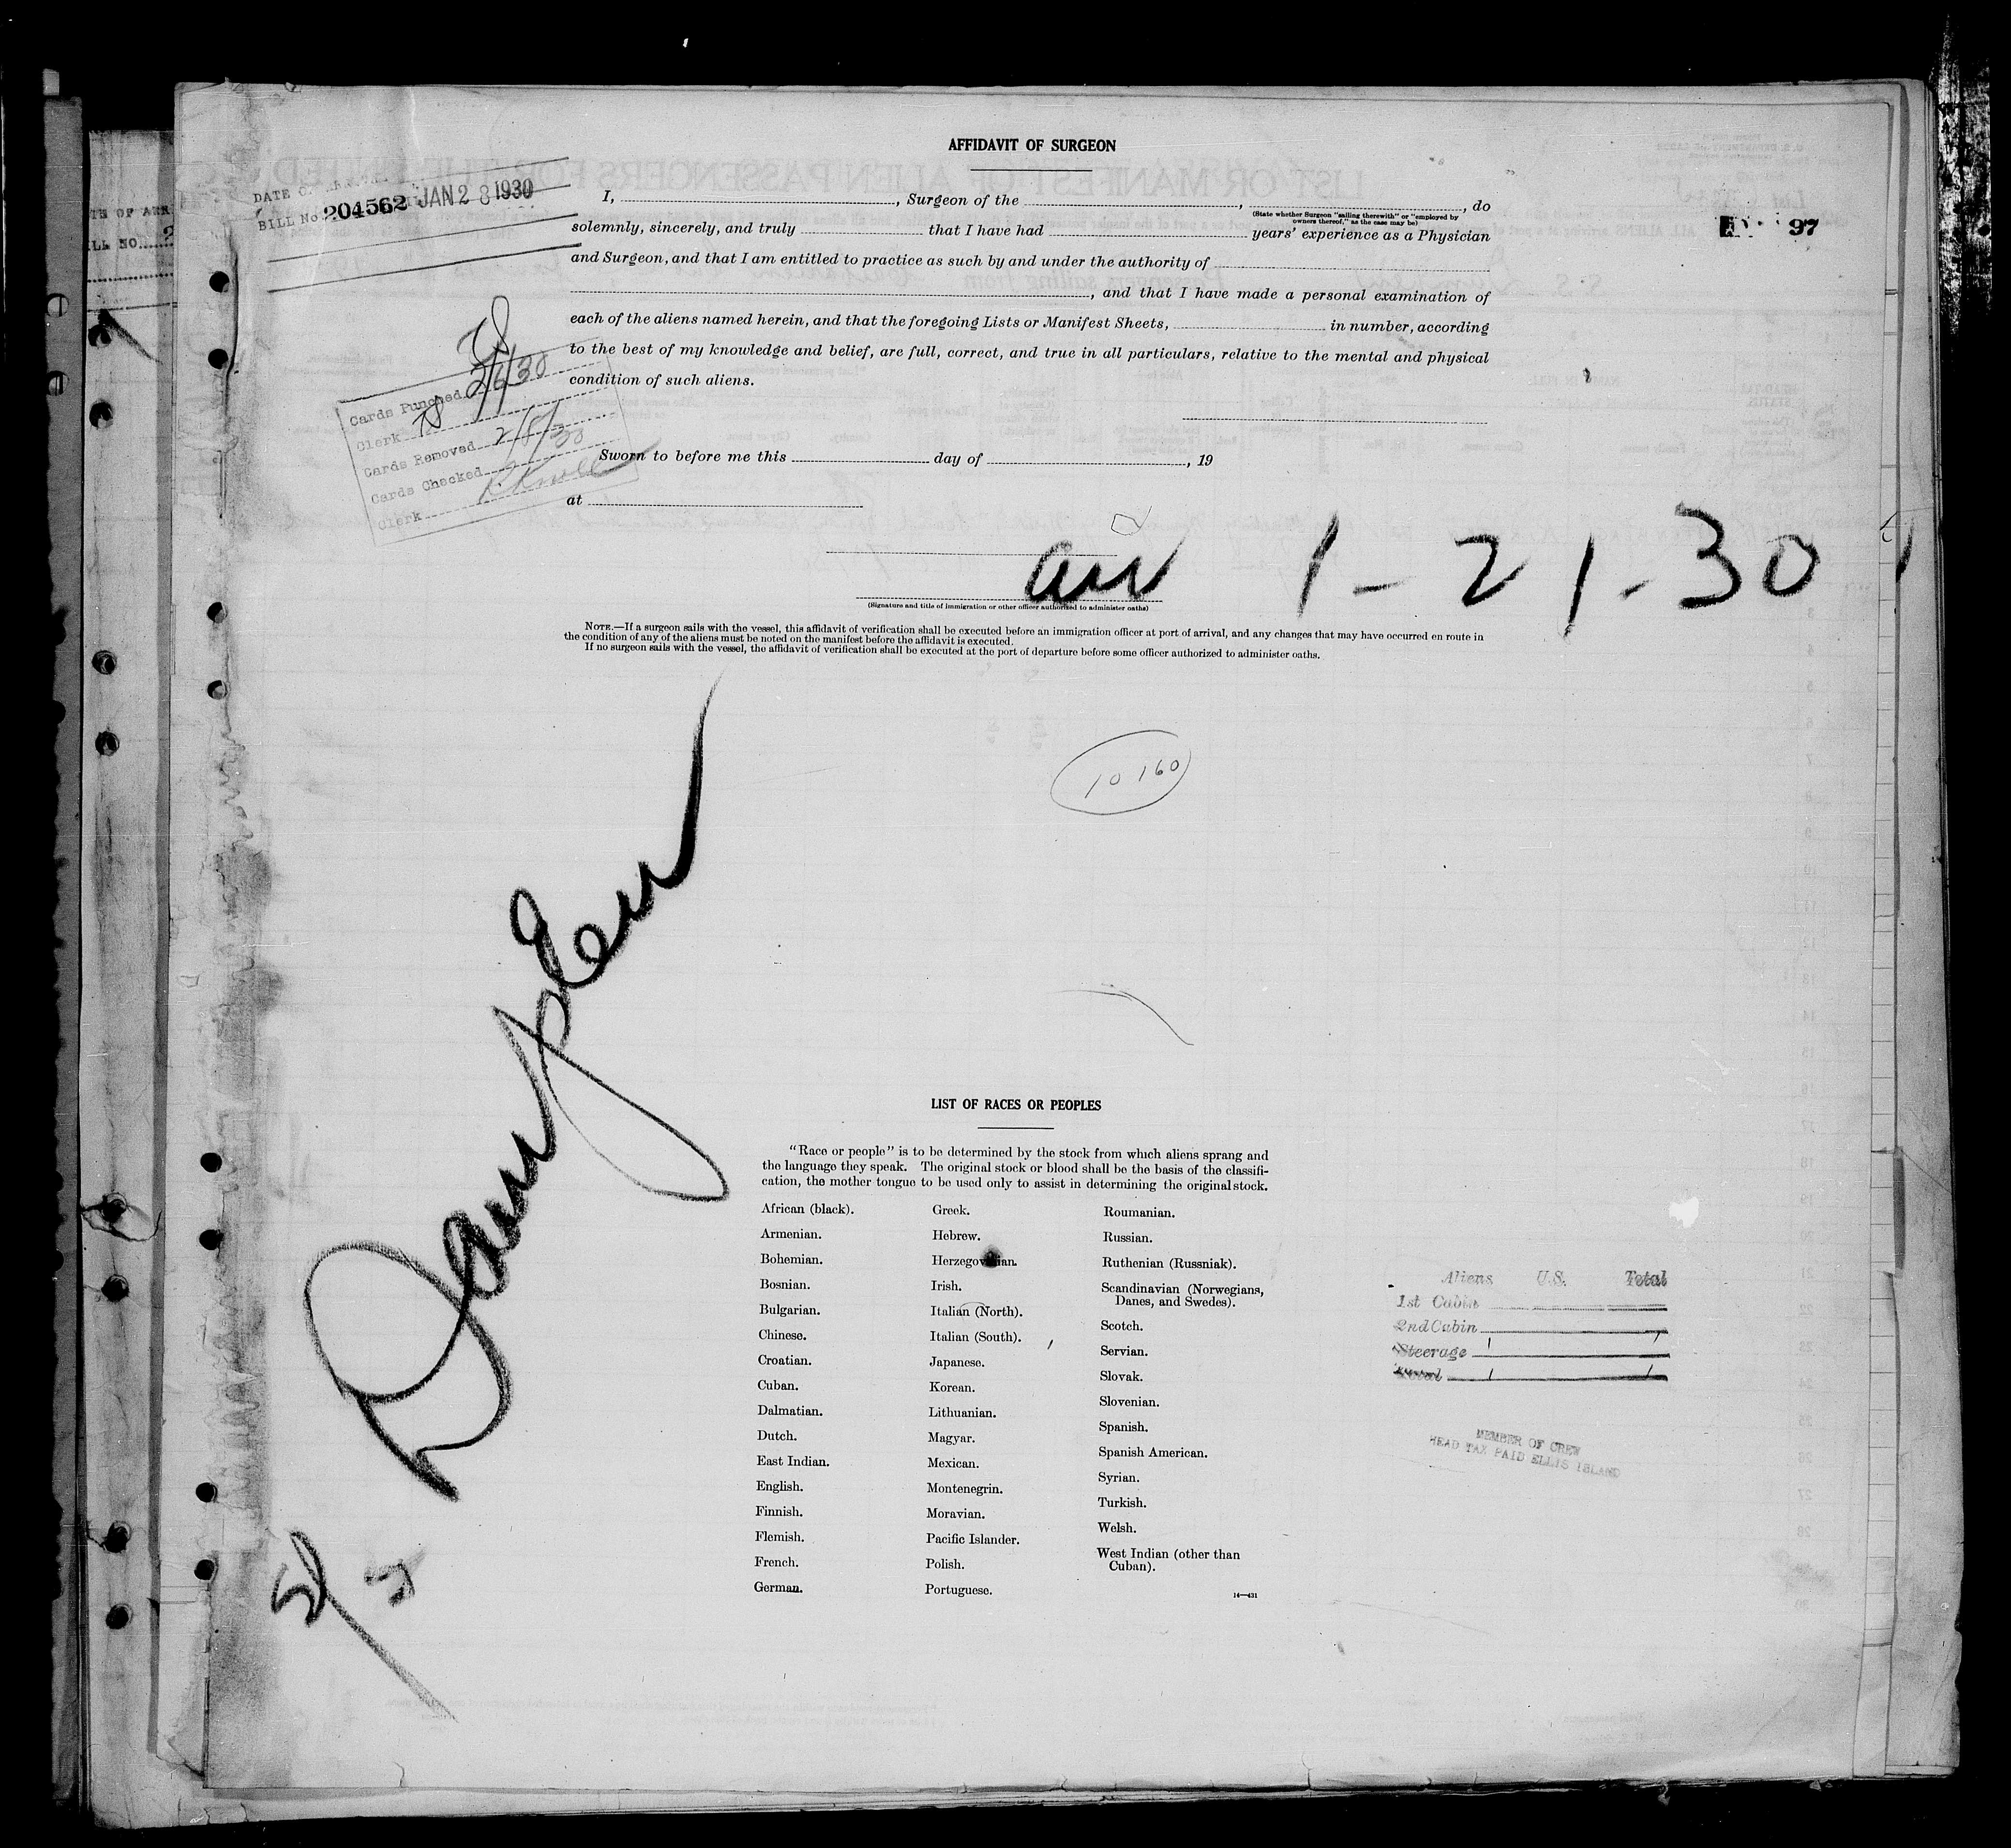 AFFIDAVIT OF SURGEON
DATE OF
BILL No. 204562 JAN 28 1930
97
I, , Surgeon of the , , do
(State whether Surgeon "sailing therewith" or "employed by
owners thereof," as the case may be)
solemnly, sincerely, and truly that I have had years' experience as a Physician
and Surgeon, and that I am entitled to practice as such by and under the authority of
, and that I have made a personal examination of
each of the aliens named herein, and that the foregoing Lists or Manifest Sheets, in number, according
to the best of my knowledge and belief, are full, correct, and true in all particulars, relative to the mental and physical
condition of such aliens.
Cards Punched 2/6/30
Clerk
Cards Removed 2/8/30
Cards Checked
Clerk
Sworn to before me this day of , 19
at
arr 1-21-30
(Signature and title of immigration or other officer authorized to administer oaths)
NOTE.—If a surgeon sails with the vessel, this affidavit of verification shall be executed before an immigration officer at port of arrival, and any changes that may have occurred en route in
the condition of any of the aliens must be noted on the manifest before the affidavit is executed.
If no surgeon sails with the vessel, the affidavit of verification shall be executed at the port of departure before some officer authorized to administer oaths.
10160
LIST OF RACES OR PEOPLES
"Race or people" is to be determined by the stock from which aliens sprang and
the language they speak. The original stock or blood shall be the basis of the classifi-
cation, the mother tongue to be used only to assist in determining the original stock.
African (black).
Armenian.
Bohemian.
Bosnian.
Bulgarian.
Chinese.
Croatian.
Cuban.
Dalmatian.
Dutch.
East Indian.
English.
Finnish.
Flemish.
French.
German.
Greek.
Hebrew.
Herzegovinian.
Irish.
Italian (North).
Italian (South).
Japanese.
Korean.
Lithuanian.
Magyar.
Mexican.
Montenegrin.
Moravian.
Pacific Islander.
Polish.
Portuguese.
Roumanian.
Russian.
Ruthenian (Russniak).
Scandinavian (Norwegians,
Danes, and Swedes).
Scotch.
Servian.
Slovak.
Slovenian.
Spanish.
Spanish American.
Syrian.
Turkish.
Welsh.
West Indian (other than
Cuban).
14—431
Aliens U.S. Total
1st Cabin
2nd Cabin
Steerage 1 1
Total 1 1
MEMBER OF CREW
HEAD TAX PAID ELLIS ISLAND